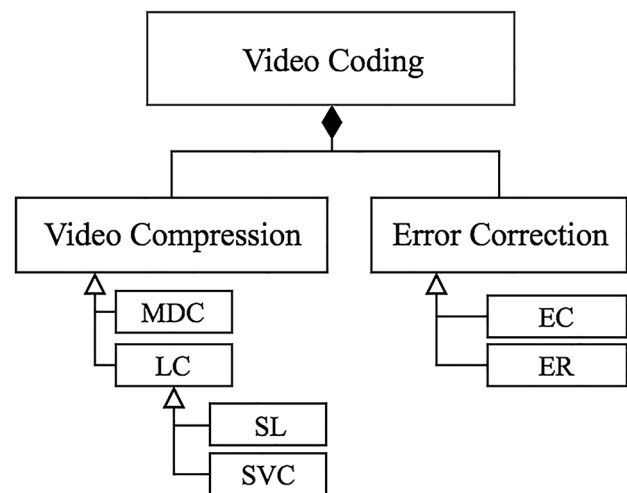 Video Coding
Video Compression
Error Correction
MDC
LC
SL
SVC
EC
ER